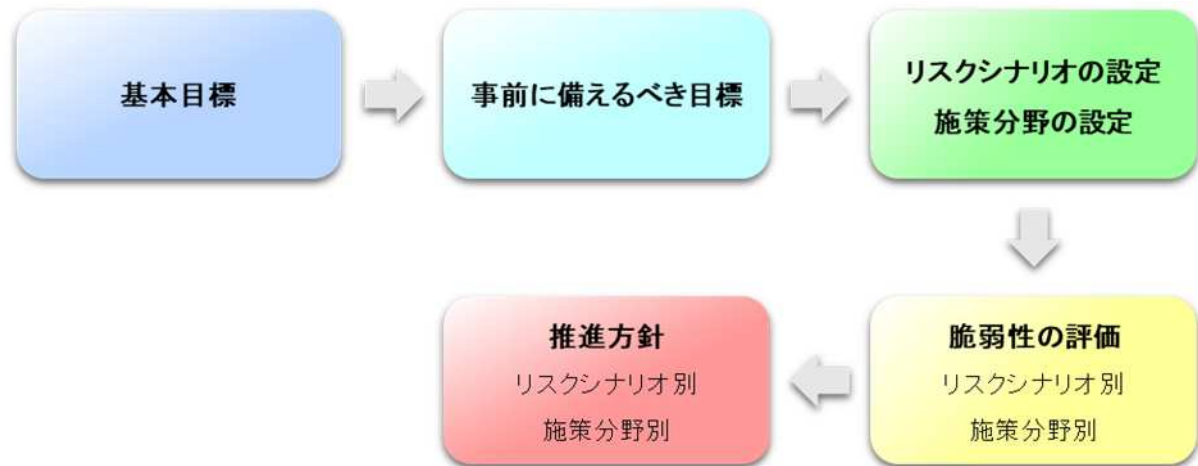 基本目標
事前に備えるべき目標
リスクシナリオの設定
施策分野の設定
脆弱性の評価
リスクシナリオ別
施策分野別
推進方針
リスクシナリオ別
施策分野別